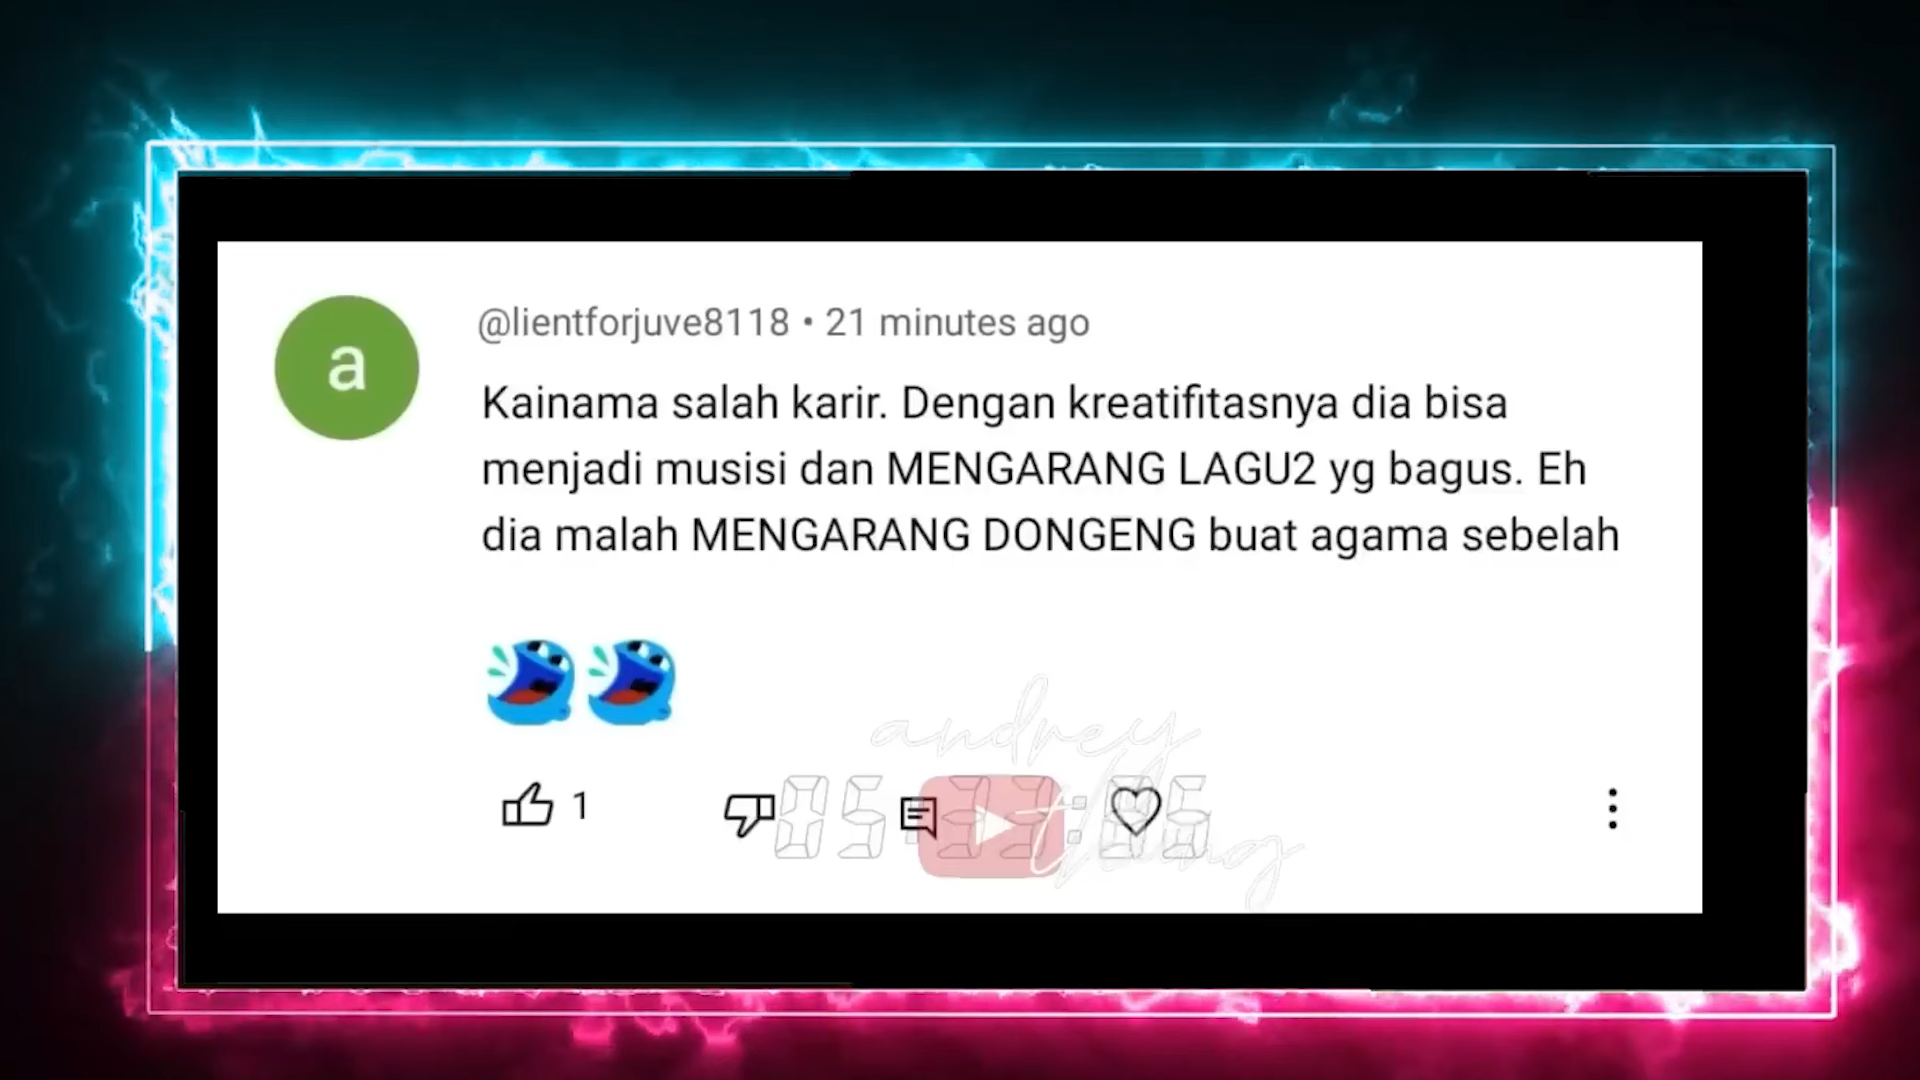 a
@lientforjuve8118 • 21 minutes ago
Kainama salah karir. Dengan kreatifitasnya dia bisa
menjadi musisi dan MENGARANG LAGU2 yg bagus. Eh
dia malah MENGARANG DONGENG buat agama sebelah
andrey
1